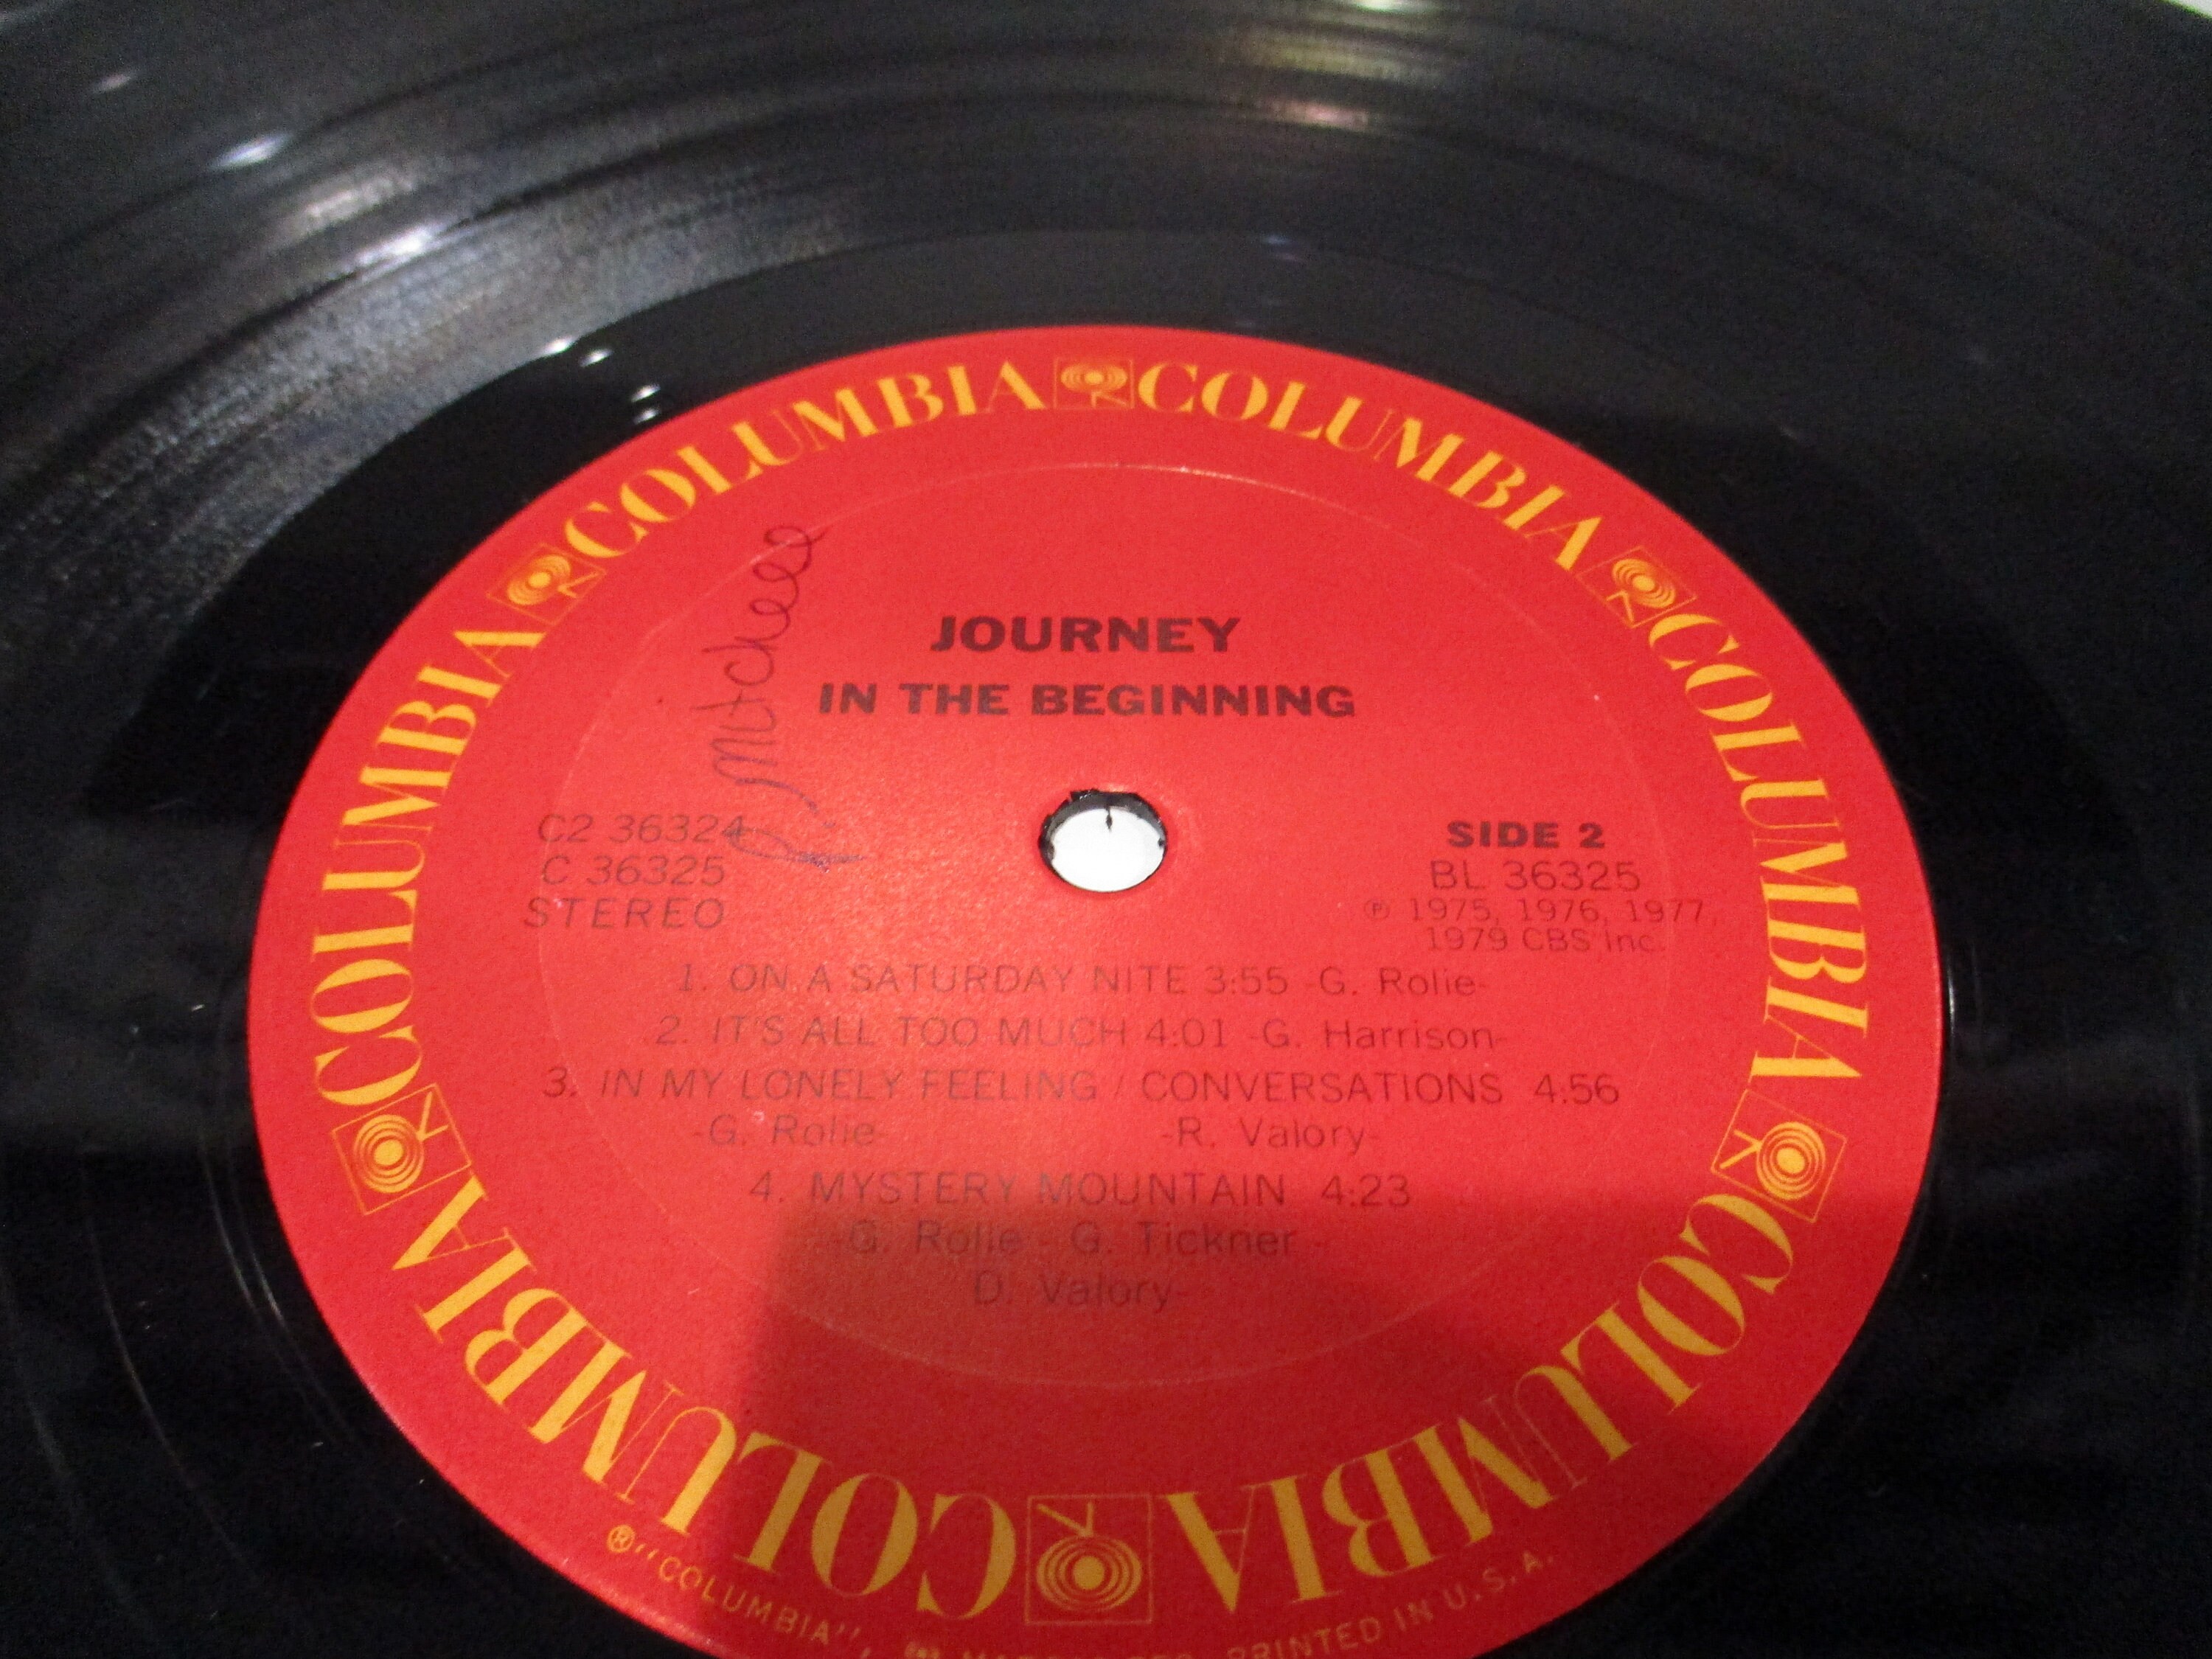 COLUMBIA COLUMBIA COLUMBIA COLUMBIA COLUMBIA COLUMBIA
JOURNEY
IN THE BEGINNING
Mitchell
C2 36324
C 36325
STEREO
SIDE 2
BL 36325
℗ 1975, 1976, 1977,
1979 CBS Inc.
1. ON A SATURDAY NITE 3:55 -G. Rolie-
2. IT'S ALL TOO MUCH 4:01 -G. Harrison-
3. IN MY LONELY FEELING / CONVERSATIONS 4:56
-G. Rolie- -R. Valory-
4. MYSTERY MOUNTAIN 4:23
-G. Rolie - G. Tickner -
D. Valory-
® "COLUMBIA", PRINTED IN U.S.A.